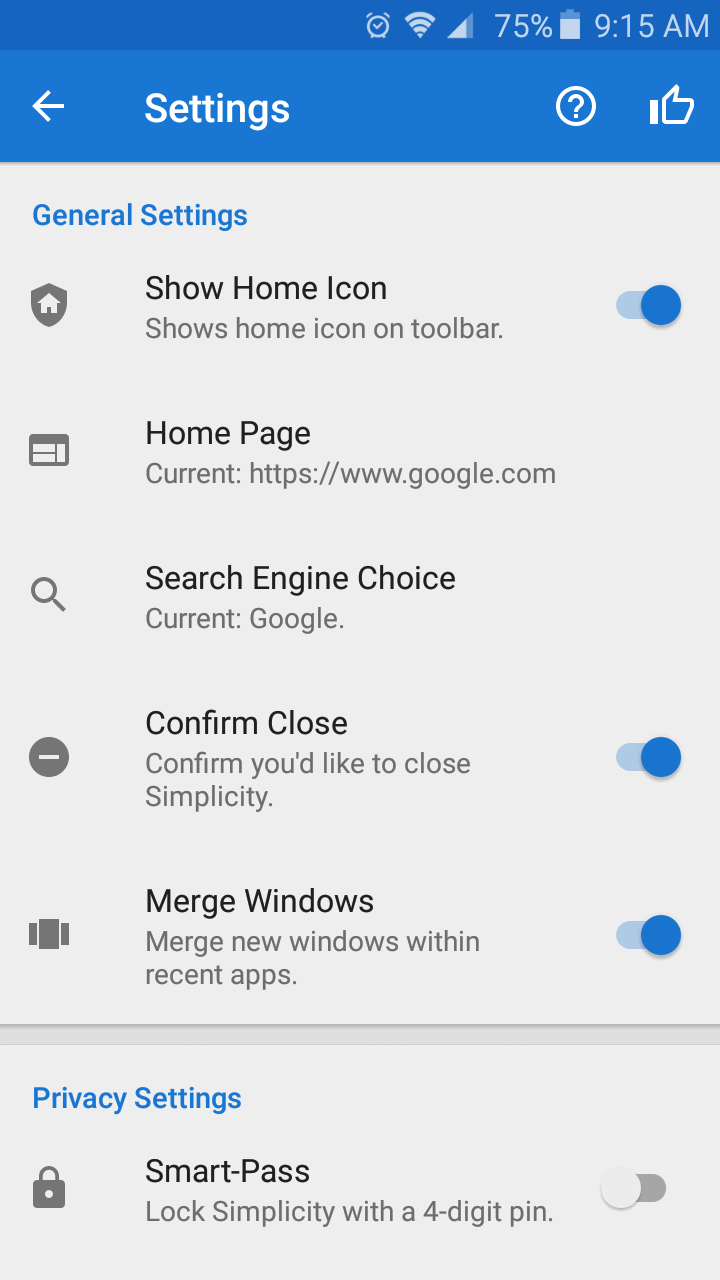 75% 9:15 AM
Settings
General Settings
Show Home Icon
Shows home icon on toolbar.
Home Page
Current: https://www.google.com
Search Engine Choice
Current: Google.
Confirm Close
Confirm you'd like to close
Simplicity.
Merge Windows
Merge new windows within
recent apps.
Privacy Settings
Smart-Pass
Lock Simplicity with a 4-digit pin.